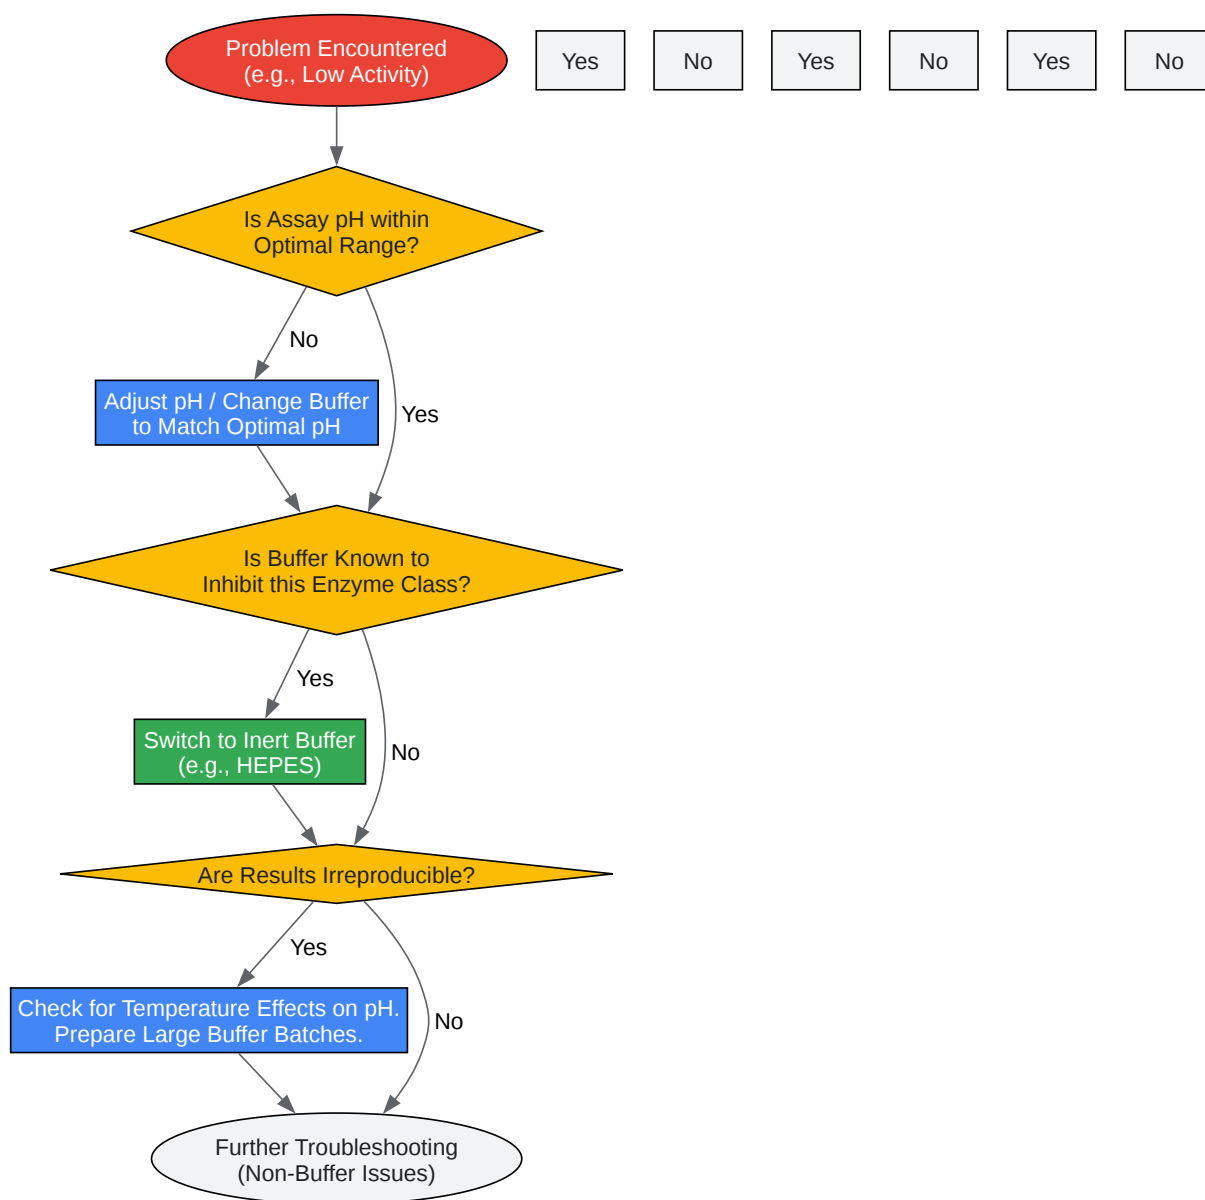 Problem Encountered
(e.g., Low Activity)
Yes
No
Yes
No
Yes
No
Is Assay pH within
Optimal Range?
No
Adjust pH / Change Buffer
to Match Optimal pH
Yes
Is Buffer Known to
Inhibit this Enzyme Class?
Yes
Switch to Inert Buffer
(e.g., HEPES)
No
Are Results Irreproducible?
Yes
Check for Temperature Effects on pH.
Prepare Large Buffer Batches.
No
Further Troubleshooting
(Non-Buffer Issues)